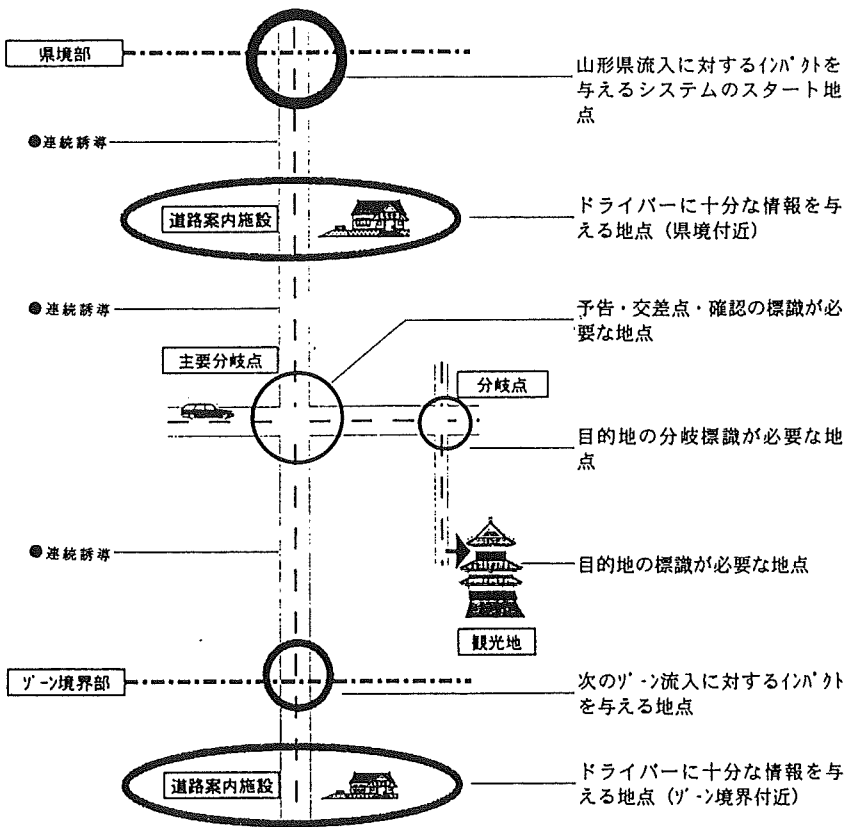 県境部
山形県流入に対するｲﾝﾊﾟｸﾄを
与えるシステムのスタート地
点
●連続誘導
道路案内施設
ドライバーに十分な情報を与
える地点（県境付近）
●連続誘導
予告・交差点・確認の標識が必
要な地点
主要分岐点
分岐点
目的地の分岐標識が必要な地
点
●連続誘導
目的地の標識が必要な地点
観光地
ｿﾞｰﾝ境界部
次のｿﾞｰﾝ流入に対するｲﾝﾊﾟｸﾄ
を与える地点
道路案内施設
ドライバーに十分な情報を与
える地点（ｿﾞｰﾝ境界付近）